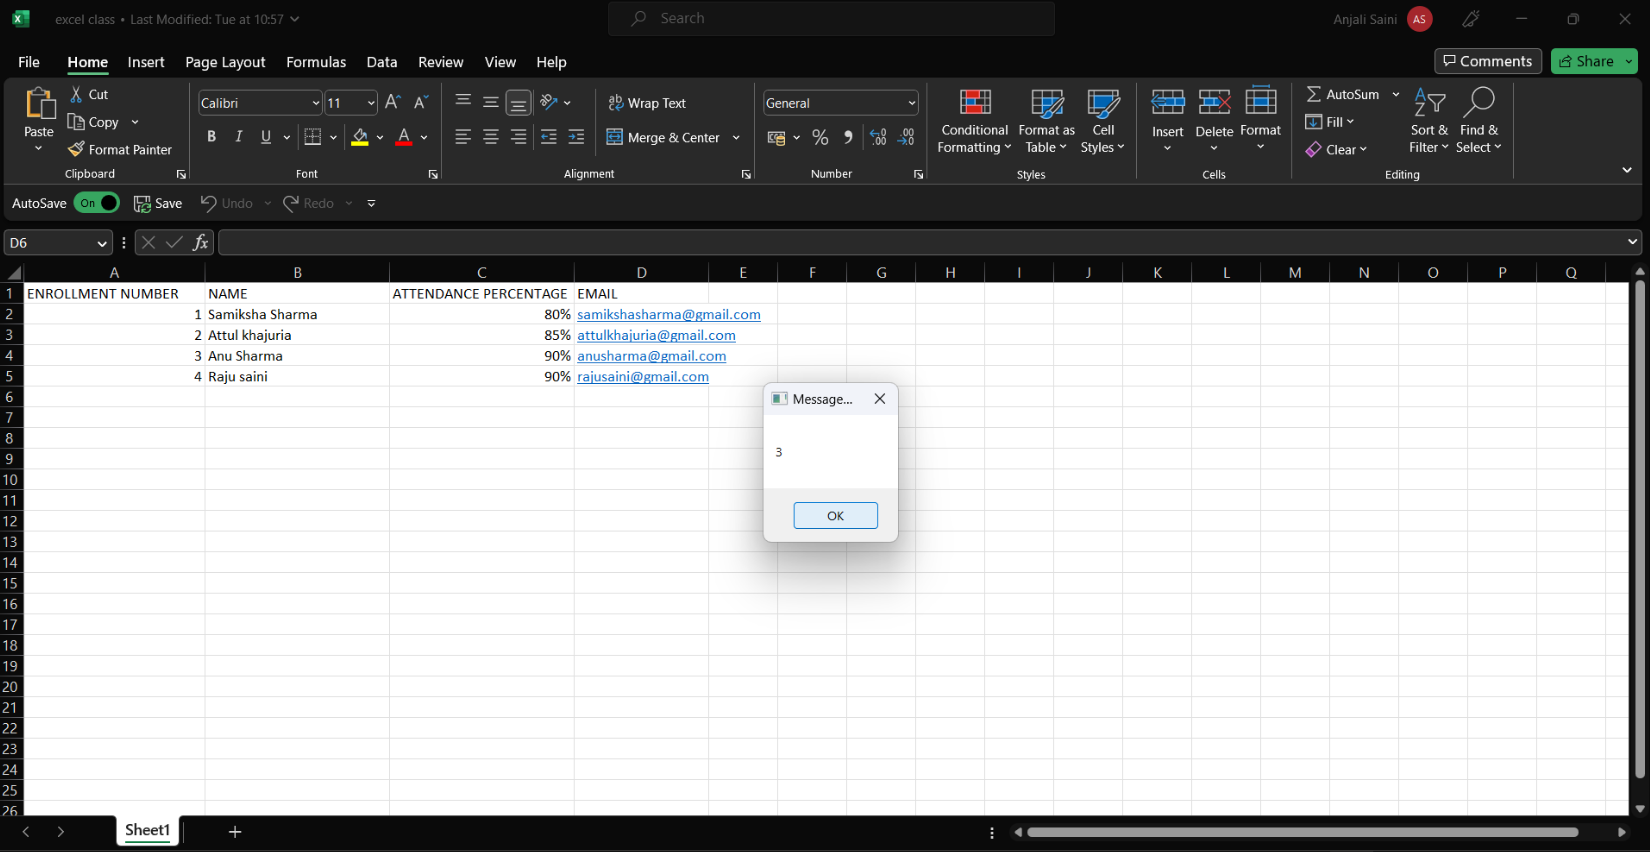 excel class • Last Modified: Tue at 10:57
Search
Anjali Saini AS
File Home Insert Page Layout Formulas Data Review View Help
Comments Share
Paste
Cut
Copy
Format Painter
Clipboard
Calibri 11
B I U
Font
Wrap Text
Merge & Center
Alignment
General
Number
Conditional Formatting
Format as Table
Cell Styles
Styles
Insert Delete Format
Cells
AutoSum
Fill
Clear
Sort & Filter
Find & Select
Editing
AutoSave On Save Undo Redo
D6 fx
A B C D E F G H I J K L M N O P Q
1 ENROLLMENT NUMBER NAME ATTENDANCE PERCENTAGE EMAIL
2 1 Samiksha Sharma 80% samikshasharma@gmail.com
3 2 Attul khajuria 85% attulkhajuria@gmail.com
4 3 Anu Sharma 90% anusharma@gmail.com
5 4 Raju saini 90% rajusaini@gmail.com
6
7
8
9
10
11
12
13
14
15
16
17
18
19
20
21
22
23
24
25
26
Message...
3
OK
Sheet1